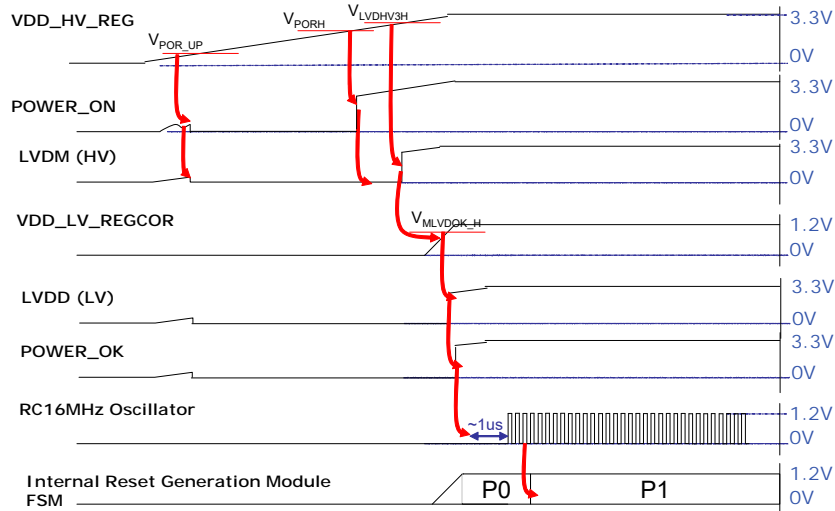 VDD_HV_REG
V_POR_UP
V_PORH
V_LVDHV3H
3.3V
0V
POWER_ON
3.3V
0V
LVDM (HV)
3.3V
0V
VDD_LV_REGCOR
V_MLVDOK_H
1.2V
0V
LVDD (LV)
3.3V
0V
POWER_OK
3.3V
0V
RC16MHz Oscillator
~1us
1.2V
0V
Internal Reset Generation Module
FSM
P0
P1
1.2V
0V